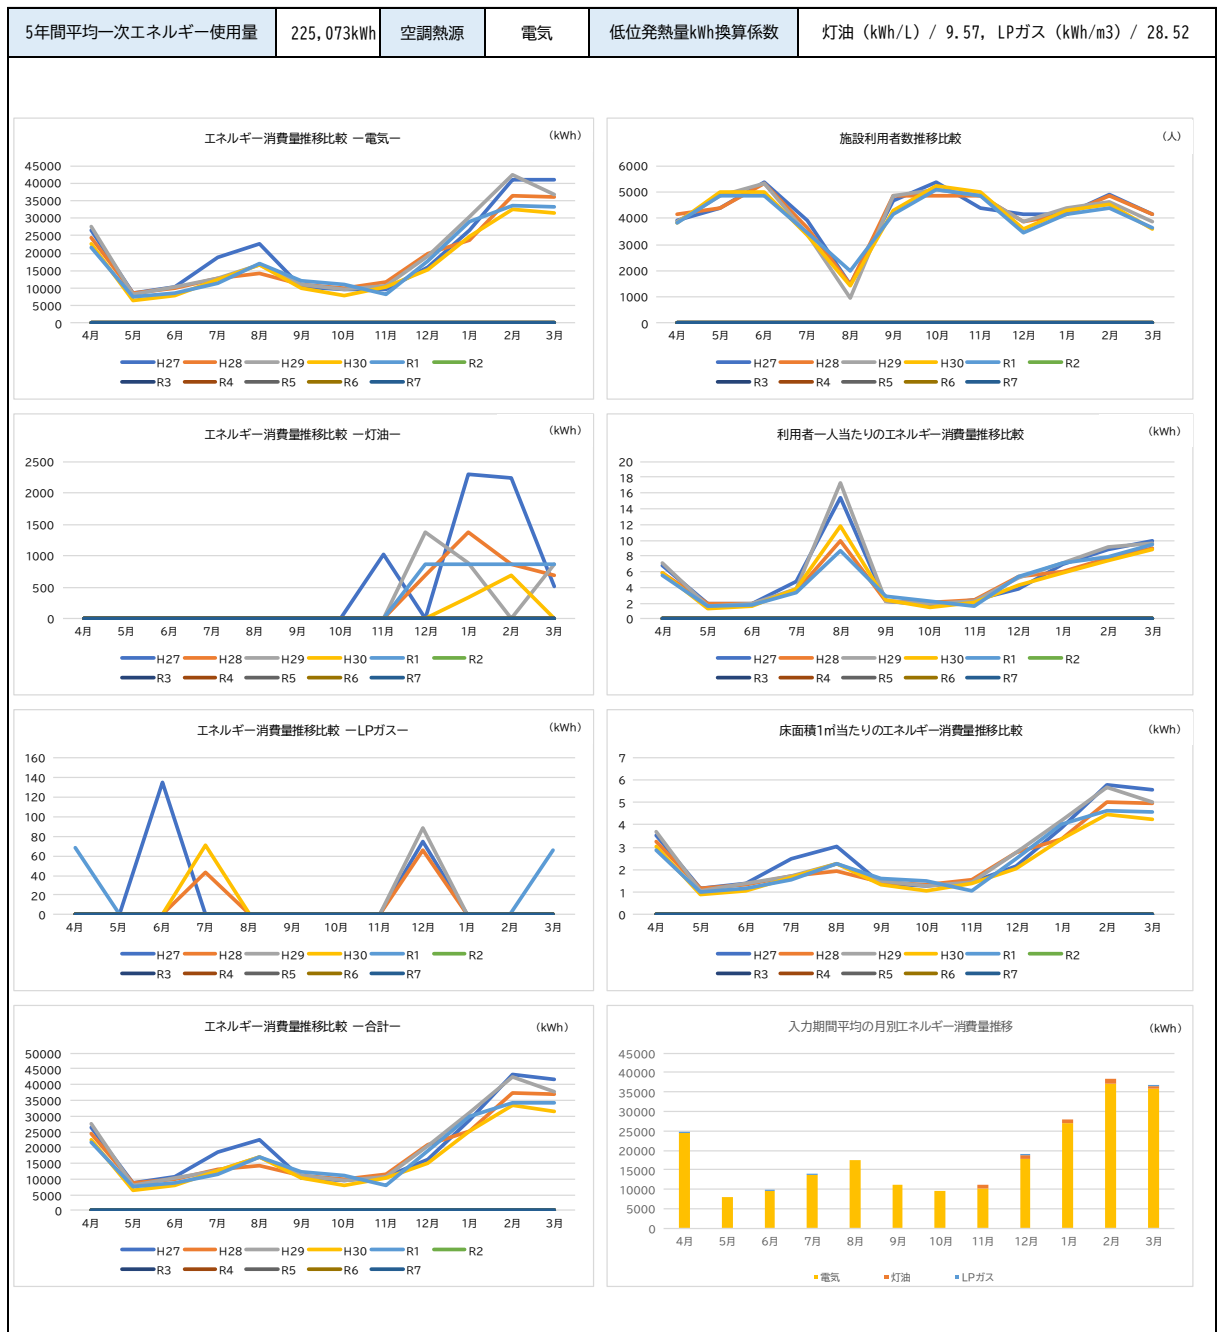 5年間平均一次エネルギー使用量 225,073kWh 空調熱源 電気 低位発熱量kWh換算係数 灯油（kWh/L）/ 9.57, LPガス（kWh/m3）/ 28.52
エネルギー消費量推移比較 ー電気ー （kWh）
45000
40000
35000
30000
25000
20000
15000
10000
5000
0
4月 5月 6月 7月 8月 9月 10月 11月 12月 1月 2月 3月
H27 H28 H29 H30 R1 R2
R3 R4 R5 R6 R7
施設利用者数推移比較 （人）
6000
5000
4000
3000
2000
1000
0
4月 5月 6月 7月 8月 9月 10月 11月 12月 1月 2月 3月
H27 H28 H29 H30 R1 R2
R3 R4 R5 R6 R7
エネルギー消費量推移比較 ー灯油ー （kWh）
2500
2000
1500
1000
500
0
4月 5月 6月 7月 8月 9月 10月 11月 12月 1月 2月 3月
H27 H28 H29 H30 R1 R2
R3 R4 R5 R6 R7
利用者一人当たりのエネルギー消費量推移比較 （kWh）
20
18
16
14
12
10
8
6
4
2
0
4月 5月 6月 7月 8月 9月 10月 11月 12月 1月 2月 3月
H27 H28 H29 H30 R1 R2
R3 R4 R5 R6 R7
エネルギー消費量推移比較 ーLPガスー （kWh）
160
140
120
100
80
60
40
20
0
4月 5月 6月 7月 8月 9月 10月 11月 12月 1月 2月 3月
H27 H28 H29 H30 R1 R2
R3 R4 R5 R6 R7
床面積1㎡当たりのエネルギー消費量推移比較 （kWh）
7
6
5
4
3
2
1
0
4月 5月 6月 7月 8月 9月 10月 11月 12月 1月 2月 3月
H27 H28 H29 H30 R1 R2
R3 R4 R5 R6 R7
エネルギー消費量推移比較 ー合計ー （kWh）
50000
45000
40000
35000
30000
25000
20000
15000
10000
5000
0
4月 5月 6月 7月 8月 9月 10月 11月 12月 1月 2月 3月
H27 H28 H29 H30 R1 R2
R3 R4 R5 R6 R7
入力期間平均の月別エネルギー消費量推移 （kWh）
45000
40000
35000
30000
25000
20000
15000
10000
5000
0
4月 5月 6月 7月 8月 9月 10月 11月 12月 1月 2月 3月
電気 灯油 LPガス